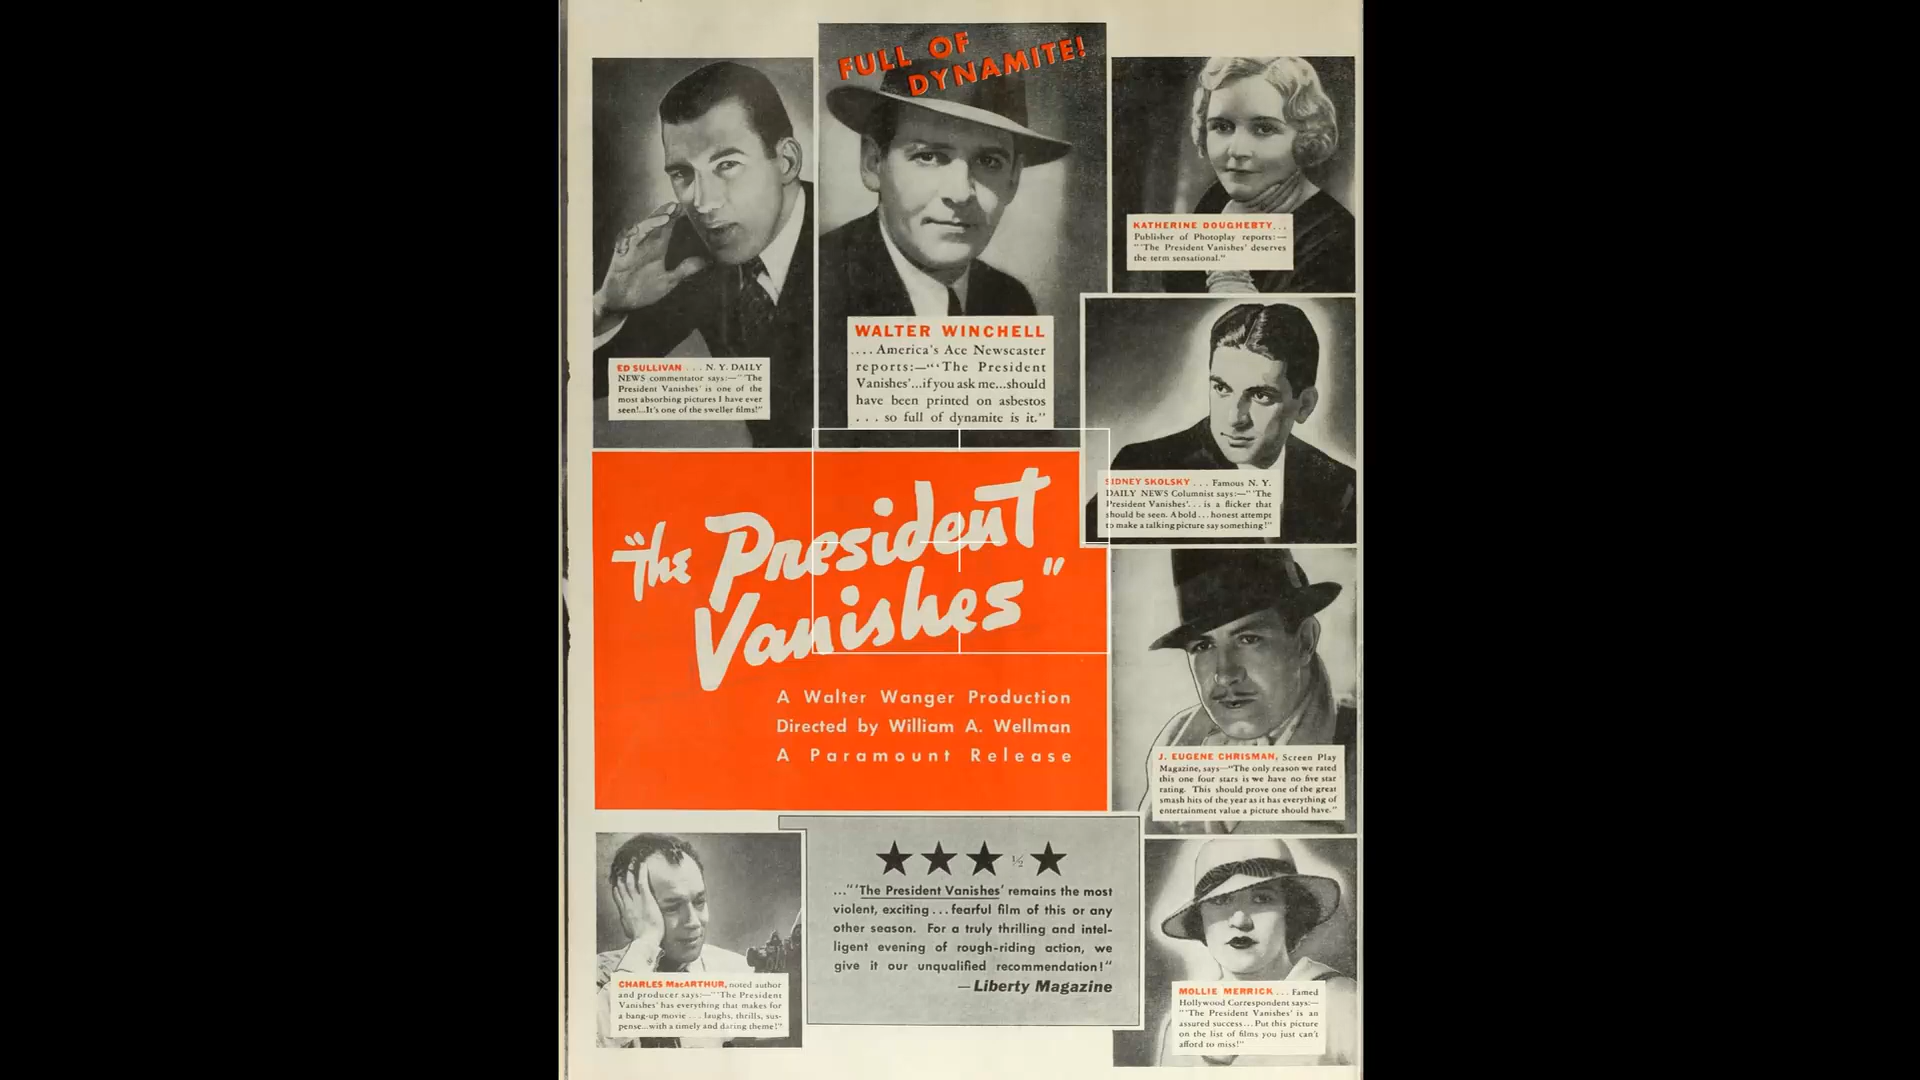 FULL OF
DYNAMITE!
ED SULLIVAN . . . N. Y. DAILY
NEWS commentator says:—"'The
President Vanishes' is one of the
most absorbing pictures I have ever
seen!...It's one of the sweller films!"
WALTER WINCHELL
.... America's Ace Newscaster
reports:—"'The President
Vanishes'...if you ask me...should
have been printed on asbestos
. . . so full of dynamite is it."
KATHERINE DOUGHERTY...
Publisher of Photoplay reports:—
"'The President Vanishes' deserves
the term sensational."
SIDNEY SKOLSKY . . . Famous N. Y.
DAILY NEWS Columnist says:—"'The
President Vanishes'. . . is a flicker that
should be seen. A bold . . . honest attempt
to make a talking picture say something!"
"The President
Vanishes"
A Walter Wanger Production
Directed by William A. Wellman
A Paramount Release
J. EUGENE CHRISMAN, Screen Play
Magazine, says—"The only reason we rated
this one four stars is we have no five star
rating. This should prove one of the great
smash hits of the year as it has everything of
entertainment value a picture should have."
CHARLES MacARTHUR, noted author
and producer says:—"'The President
Vanishes' has everything that makes for
a bang-up movie . . . laughs, thrills, sus-
pense...with a timely and daring theme!"
★ ★ ★ ½ ★
..."'The President Vanishes' remains the most
violent, exciting . . . fearful film of this or any
other season. For a truly thrilling and intel-
ligent evening of rough-riding action, we
give it our unqualified recommendation!"
—Liberty Magazine
MOLLIE MERRICK . . . Famed
Hollywood Correspondent says:—
"'The President Vanishes' is an
assured success... Put this picture
on the list of films you just can't
afford to miss!"